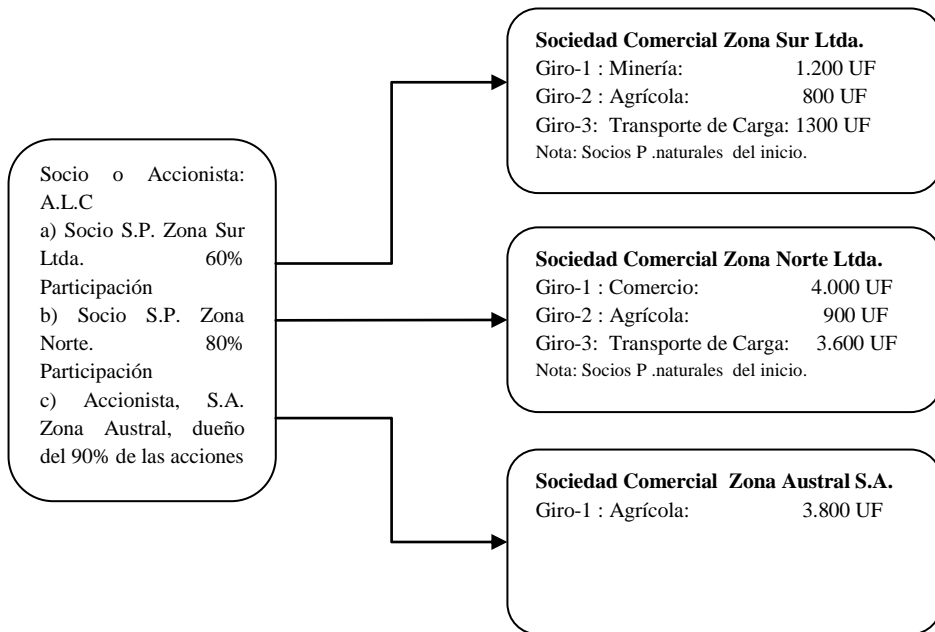 Socio o Accionista:
A.L.C
a) Socio S.P. Zona Sur
Ltda. 60%
Participación
b) Socio S.P. Zona
Norte. 80%
Participación
c) Accionista, S.A.
Zona Austral, dueño
del 90% de las acciones
Sociedad Comercial Zona Sur Ltda.
Giro-1 : Minería: 1.200 UF
Giro-2 : Agrícola: 800 UF
Giro-3: Transporte de Carga: 1300 UF
Nota: Socios P .naturales del inicio.
Sociedad Comercial Zona Norte Ltda.
Giro-1 : Comercio: 4.000 UF
Giro-2 : Agrícola: 900 UF
Giro-3: Transporte de Carga: 3.600 UF
Nota: Socios P .naturales del inicio.
Sociedad Comercial Zona Austral S.A.
Giro-1 : Agrícola: 3.800 UF